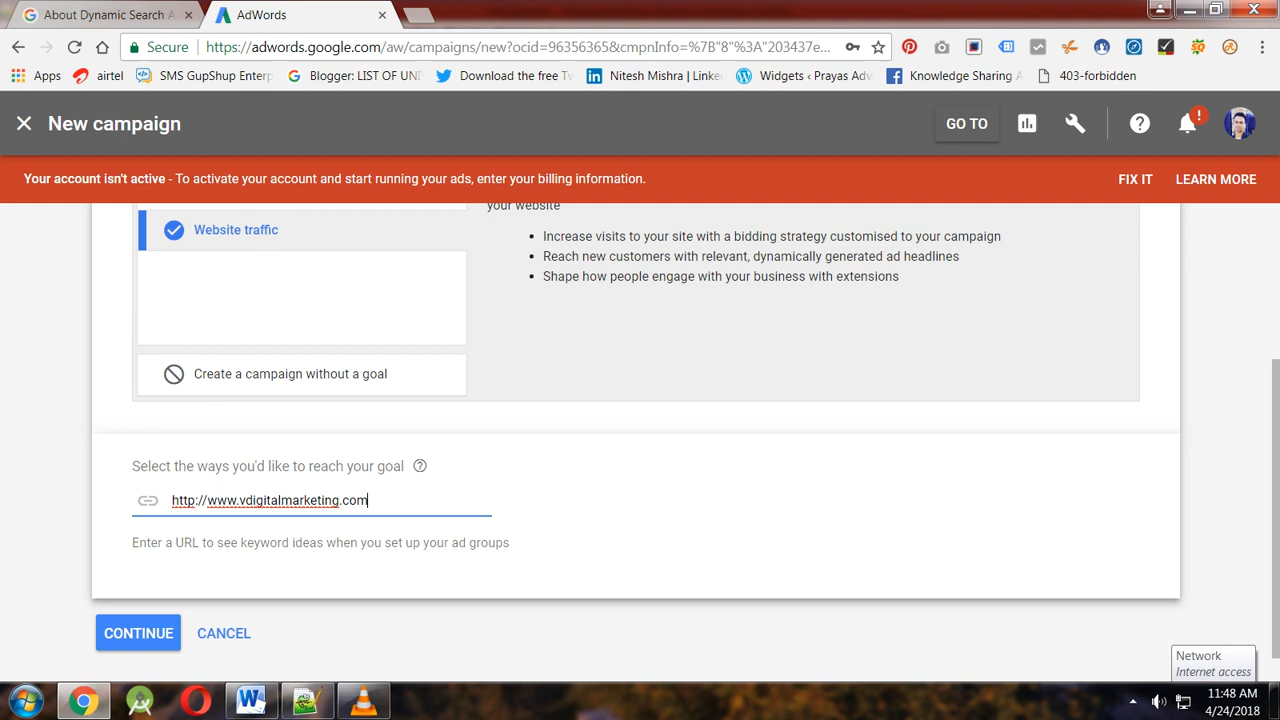 About Dynamic Search A
AdWords
Secure
https://adwords.google.com/aw/campaigns/new?ocid=96356365&cmpnInfo=%7B"8"%3A"203437e...
Apps
airtel
SMS GupShup Enterp
Blogger: LIST OF UNI
Download the free Tw
Nitesh Mishra | Linke
Widgets ‹ Prayas Adv
Knowledge Sharing A
403-forbidden
New campaign
GO TO
Your account isn't active - To activate your account and start running your ads, enter your billing information.
FIX IT
LEARN MORE
your website
Website traffic
Increase visits to your site with a bidding strategy customised to your campaign
Reach new customers with relevant, dynamically generated ad headlines
Shape how people engage with your business with extensions
Create a campaign without a goal
Select the ways you'd like to reach your goal
http://www.vdigitalmarketing.com
Enter a URL to see keyword ideas when you set up your ad groups
CONTINUE
CANCEL
Network
Internet access
11:48 AM
4/24/2018